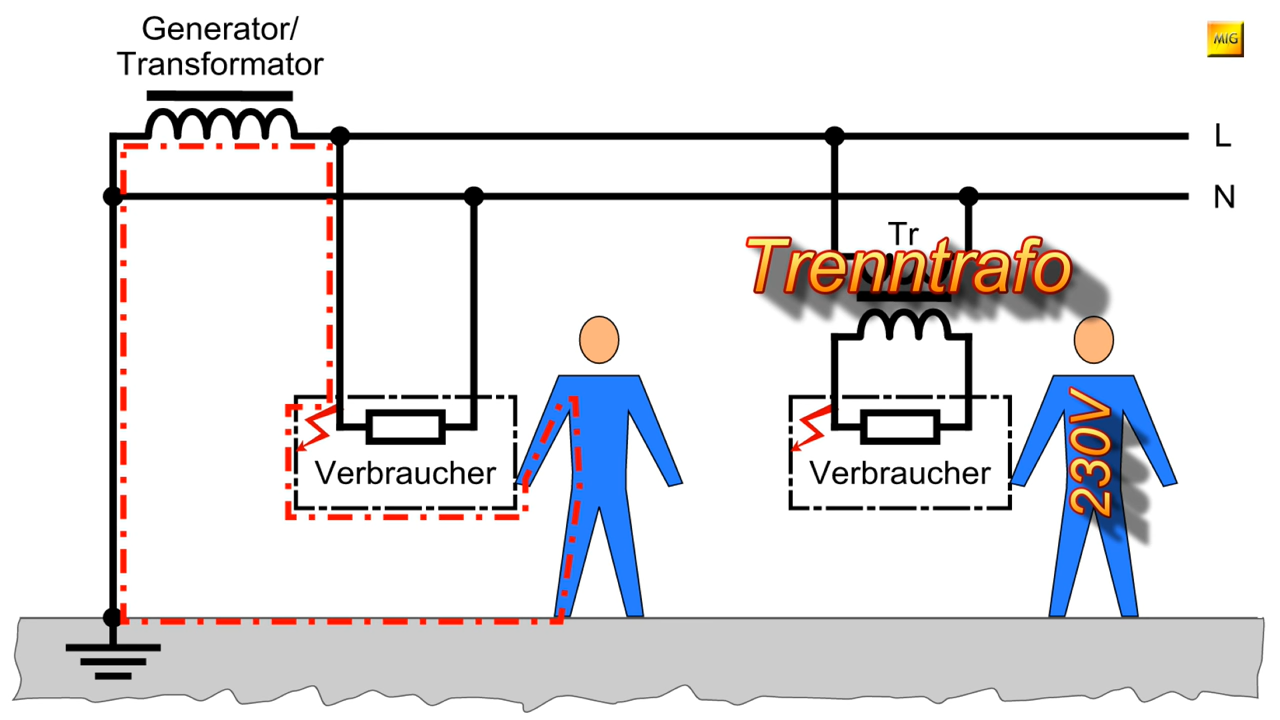 Generator/
Transformator
MIG
L
N
Tr
Trenntrafo
230V
Verbraucher
Verbraucher